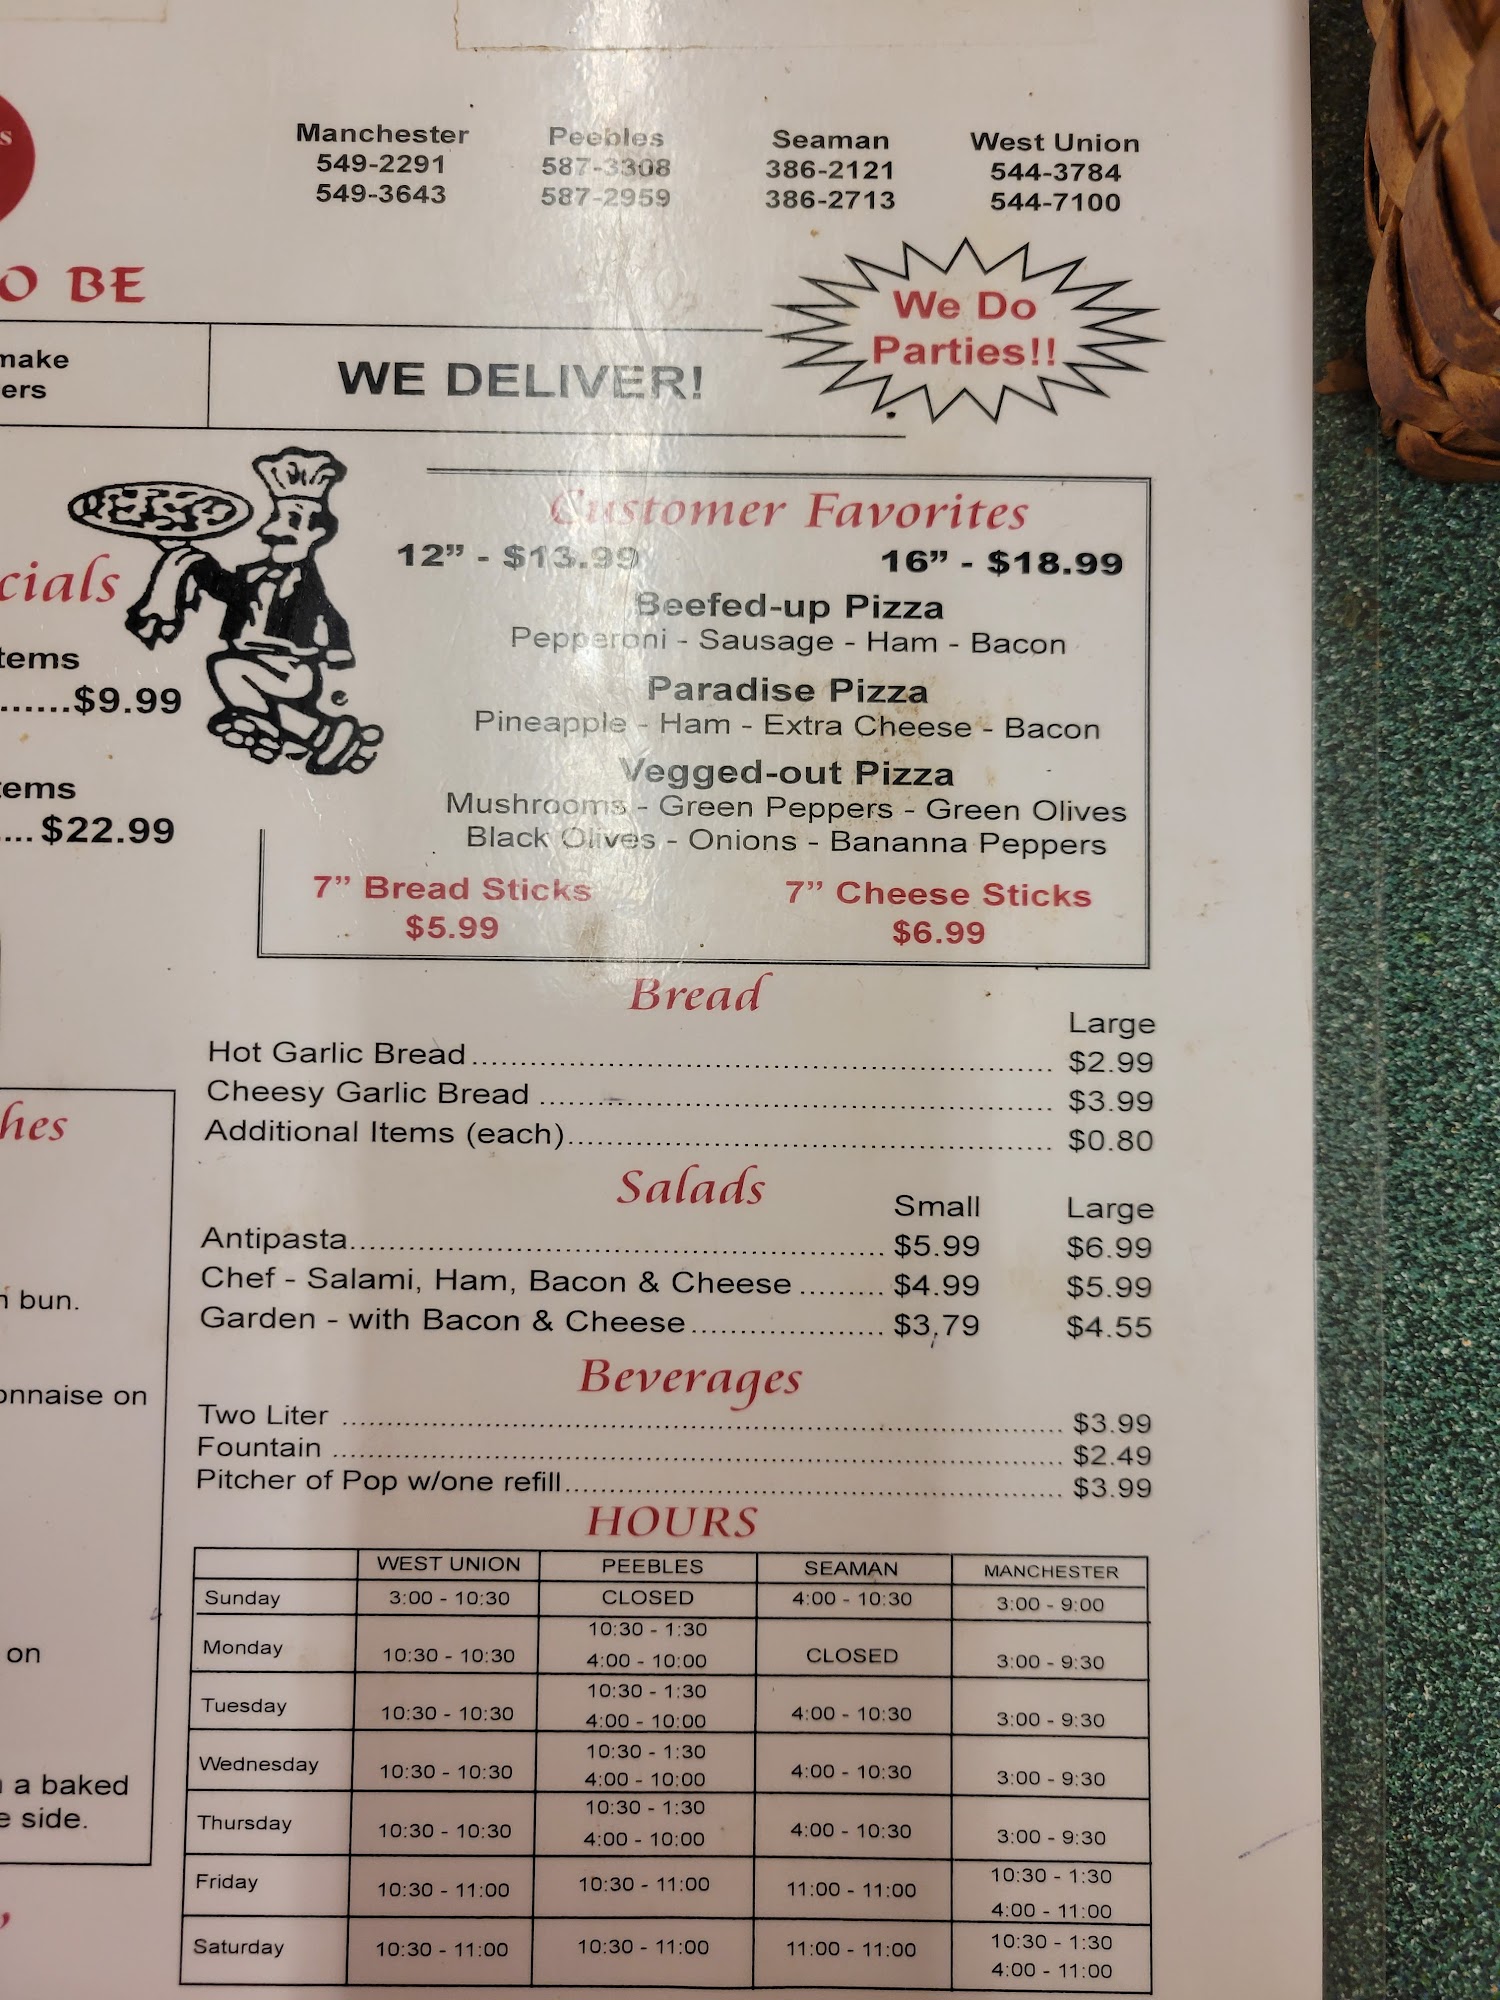 s
Manchester Peebles Seaman West Union
549-2291 587-3308 386-2121 544-3784
549-3643 587-2959 386-2713 544-7100
O BE
We Do
Parties!!
make
ers
WE DELIVER!
cials
tems
......$9.99
ems
....$22.99
Customer Favorites
12” - $13.99 16” - $18.99
Beefed-up Pizza
Pepperoni - Sausage - Ham - Bacon
Paradise Pizza
Pineapple - Ham - Extra Cheese - Bacon
Vegged-out Pizza
Mushrooms - Green Peppers - Green Olives
Black Olives - Onions - Bananna Peppers
7” Bread Sticks 7” Cheese Sticks
$5.99 $6.99
Bread
Large
Hot Garlic Bread $2.99
Cheesy Garlic Bread $3.99
Additional Items (each) $0.80
Salads
Small Large
Antipasta $5.99 $6.99
Chef - Salami, Ham, Bacon & Cheese $4.99 $5.99
Garden - with Bacon & Cheese $3.79 $4.55
Beverages
Two Liter $3.99
Fountain $2.49
Pitcher of Pop w/one refill $3.99
hes
bun.
onnaise on
on
a baked
e side.
HOURS
WEST UNION PEEBLES SEAMAN MANCHESTER
Sunday 3:00 - 10:30 CLOSED 4:00 - 10:30 3:00 - 9:00
Monday 10:30 - 10:30 10:30 - 1:30 4:00 - 10:00 CLOSED 3:00 - 9:30
Tuesday 10:30 - 10:30 10:30 - 1:30 4:00 - 10:00 4:00 - 10:30 3:00 - 9:30
Wednesday 10:30 - 10:30 10:30 - 1:30 4:00 - 10:00 4:00 - 10:30 3:00 - 9:30
Thursday 10:30 - 10:30 10:30 - 1:30 4:00 - 10:00 4:00 - 10:30 3:00 - 9:30
Friday 10:30 - 11:00 10:30 - 11:00 11:00 - 11:00 10:30 - 1:30 4:00 - 11:00
Saturday 10:30 - 11:00 10:30 - 11:00 11:00 - 11:00 10:30 - 1:30 4:00 - 11:00